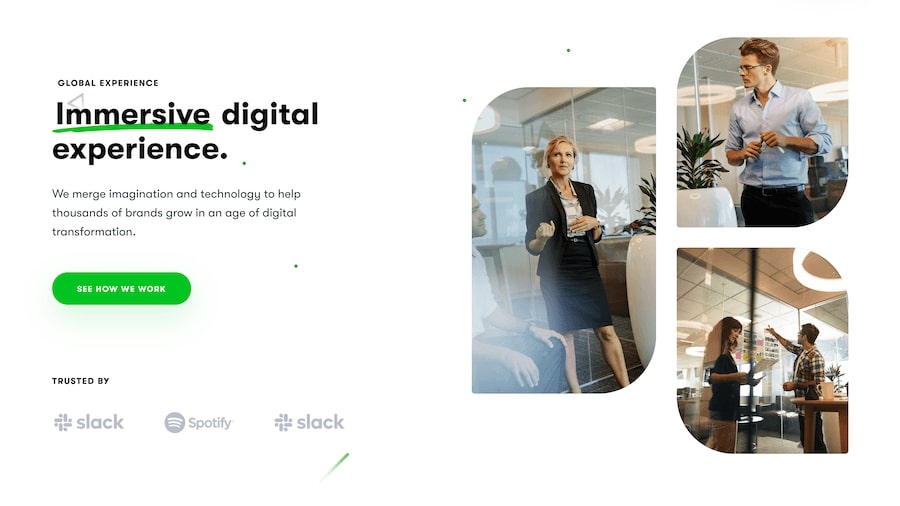 GLOBAL EXPERIENCE
Immersive digital
experience.
We merge imagination and technology to help
thousands of brands grow in an age of digital
transformation.
SEE HOW WE WORK
TRUSTED BY
slack Spotify slack